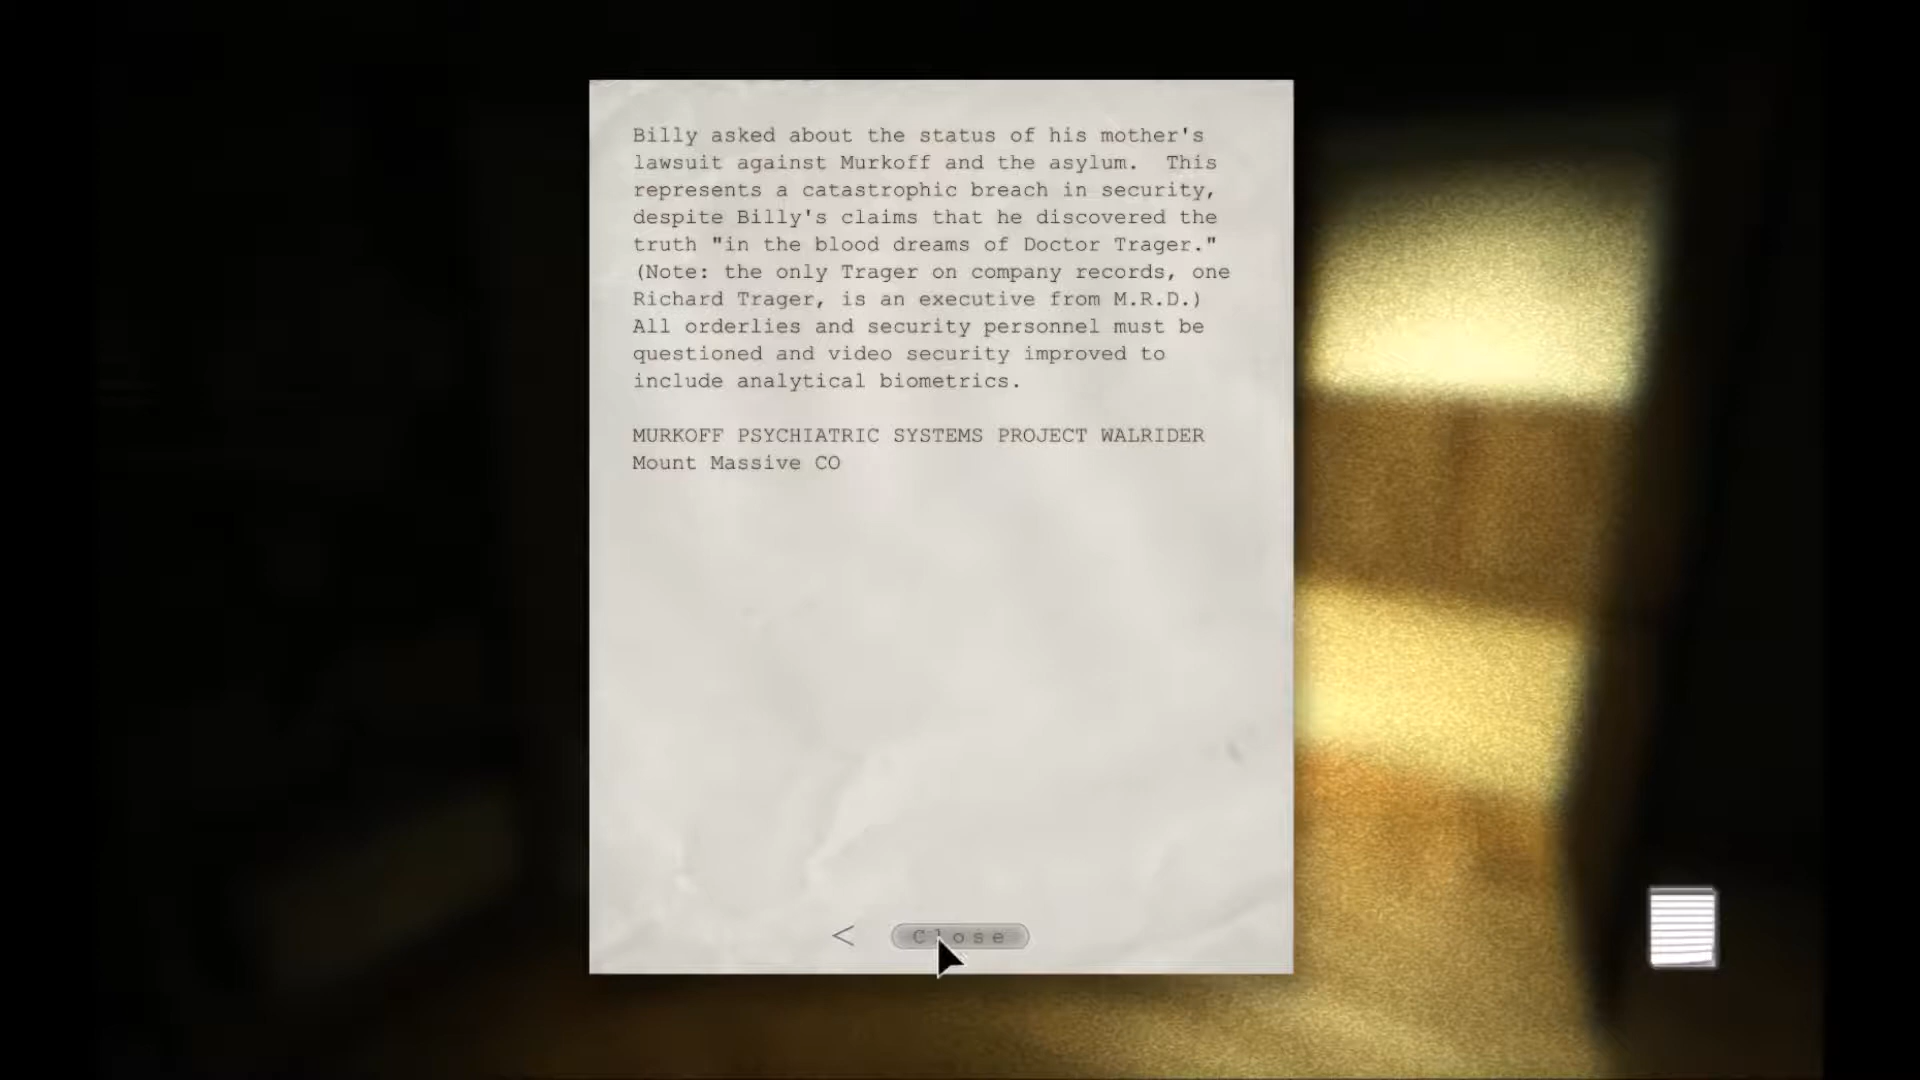 Billy asked about the status of his mother's
lawsuit against Murkoff and the asylum.  This
represents a catastrophic breach in security,
despite Billy's claims that he discovered the
truth "in the blood dreams of Doctor Trager."
(Note: the only Trager on company records, one
Richard Trager, is an executive from M.R.D.)
All orderlies and security personnel must be
questioned and video security improved to
include analytical biometrics.
MURKOFF PSYCHIATRIC SYSTEMS PROJECT WALRIDER
Mount Massive CO
< Close